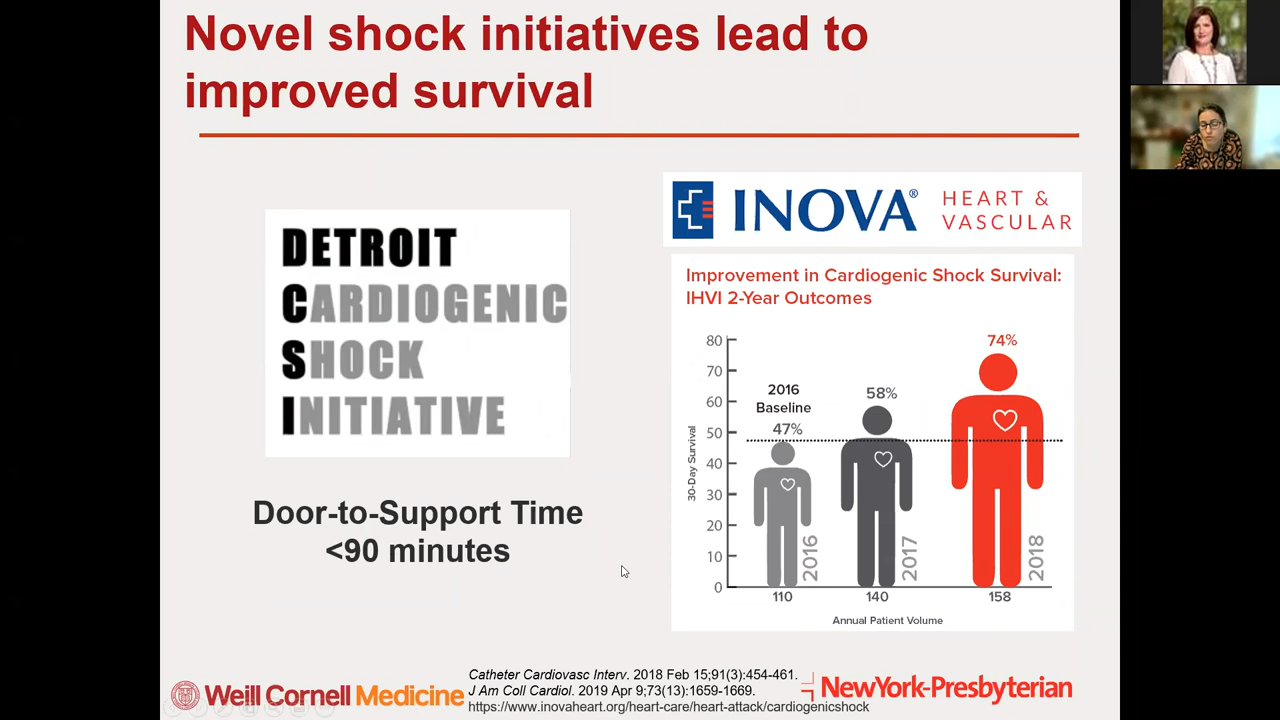 Novel shock initiatives lead to
improved survival
DETROIT
CARDIOGENIC
SHOCK
INITIATIVE
Door-to-Support Time
<90 minutes
INOVA®
HEART &
VASCULAR
Improvement in Cardiogenic Shock Survival:
IHVI 2-Year Outcomes
30-Day Survival
80
70
60
50
40
30
20
10
0
2016
Baseline
47%
58%
74%
2016
2017
2018
110
140
158
Annual Patient Volume
Weill Cornell Medicine
Catheter Cardiovasc Interv. 2018 Feb 15;91(3):454-461.
J Am Coll Cardiol. 2019 Apr 9;73(13):1659-1669.
https://www.inovaheart.org/heart-care/heart-attack/cardiogenicshock
NewYork-Presbyterian